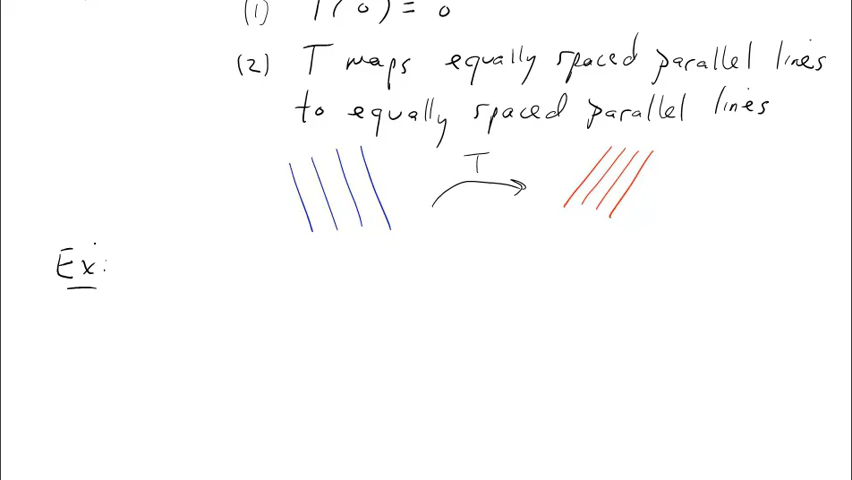 (1) T(0) = 0
(2) T maps equally spaced parallel lines
to equally spaced parallel lines
T
Ex: